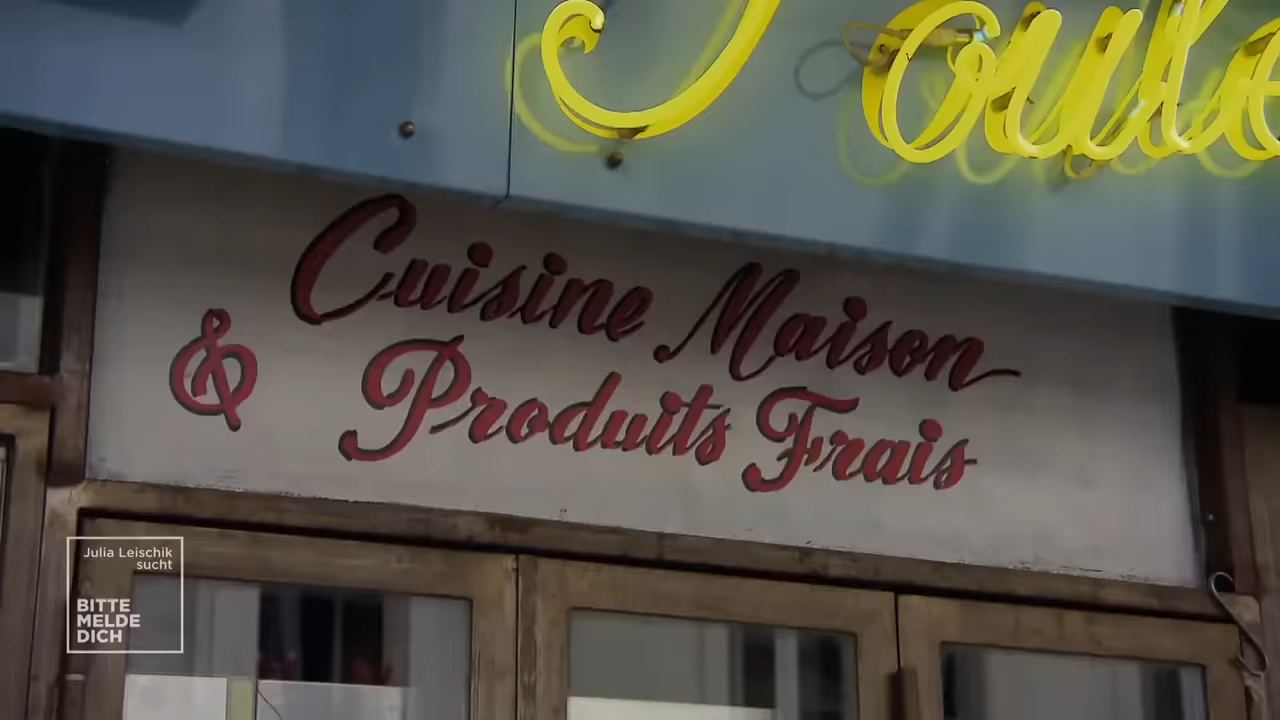 Cuisine Maison
& Produits Frais
Julia Leischik
sucht
BITTE
MELDE
DICH